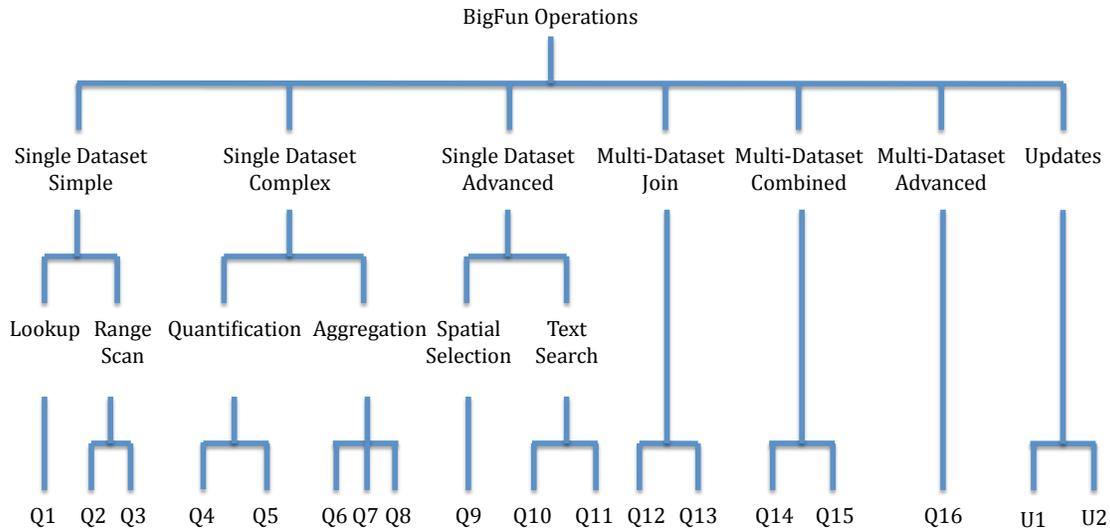 BigFun Operations
Single Dataset Simple
Single Dataset Complex
Single Dataset Advanced
Multi-Dataset Join
Multi-Dataset Combined
Multi-Dataset Advanced
Updates
Lookup
Range Scan
Quantification
Aggregation
Spatial Selection
Text Search
Q1
Q2
Q3
Q4
Q5
Q6
Q7
Q8
Q9
Q10
Q11
Q12
Q13
Q14
Q15
Q16
U1
U2